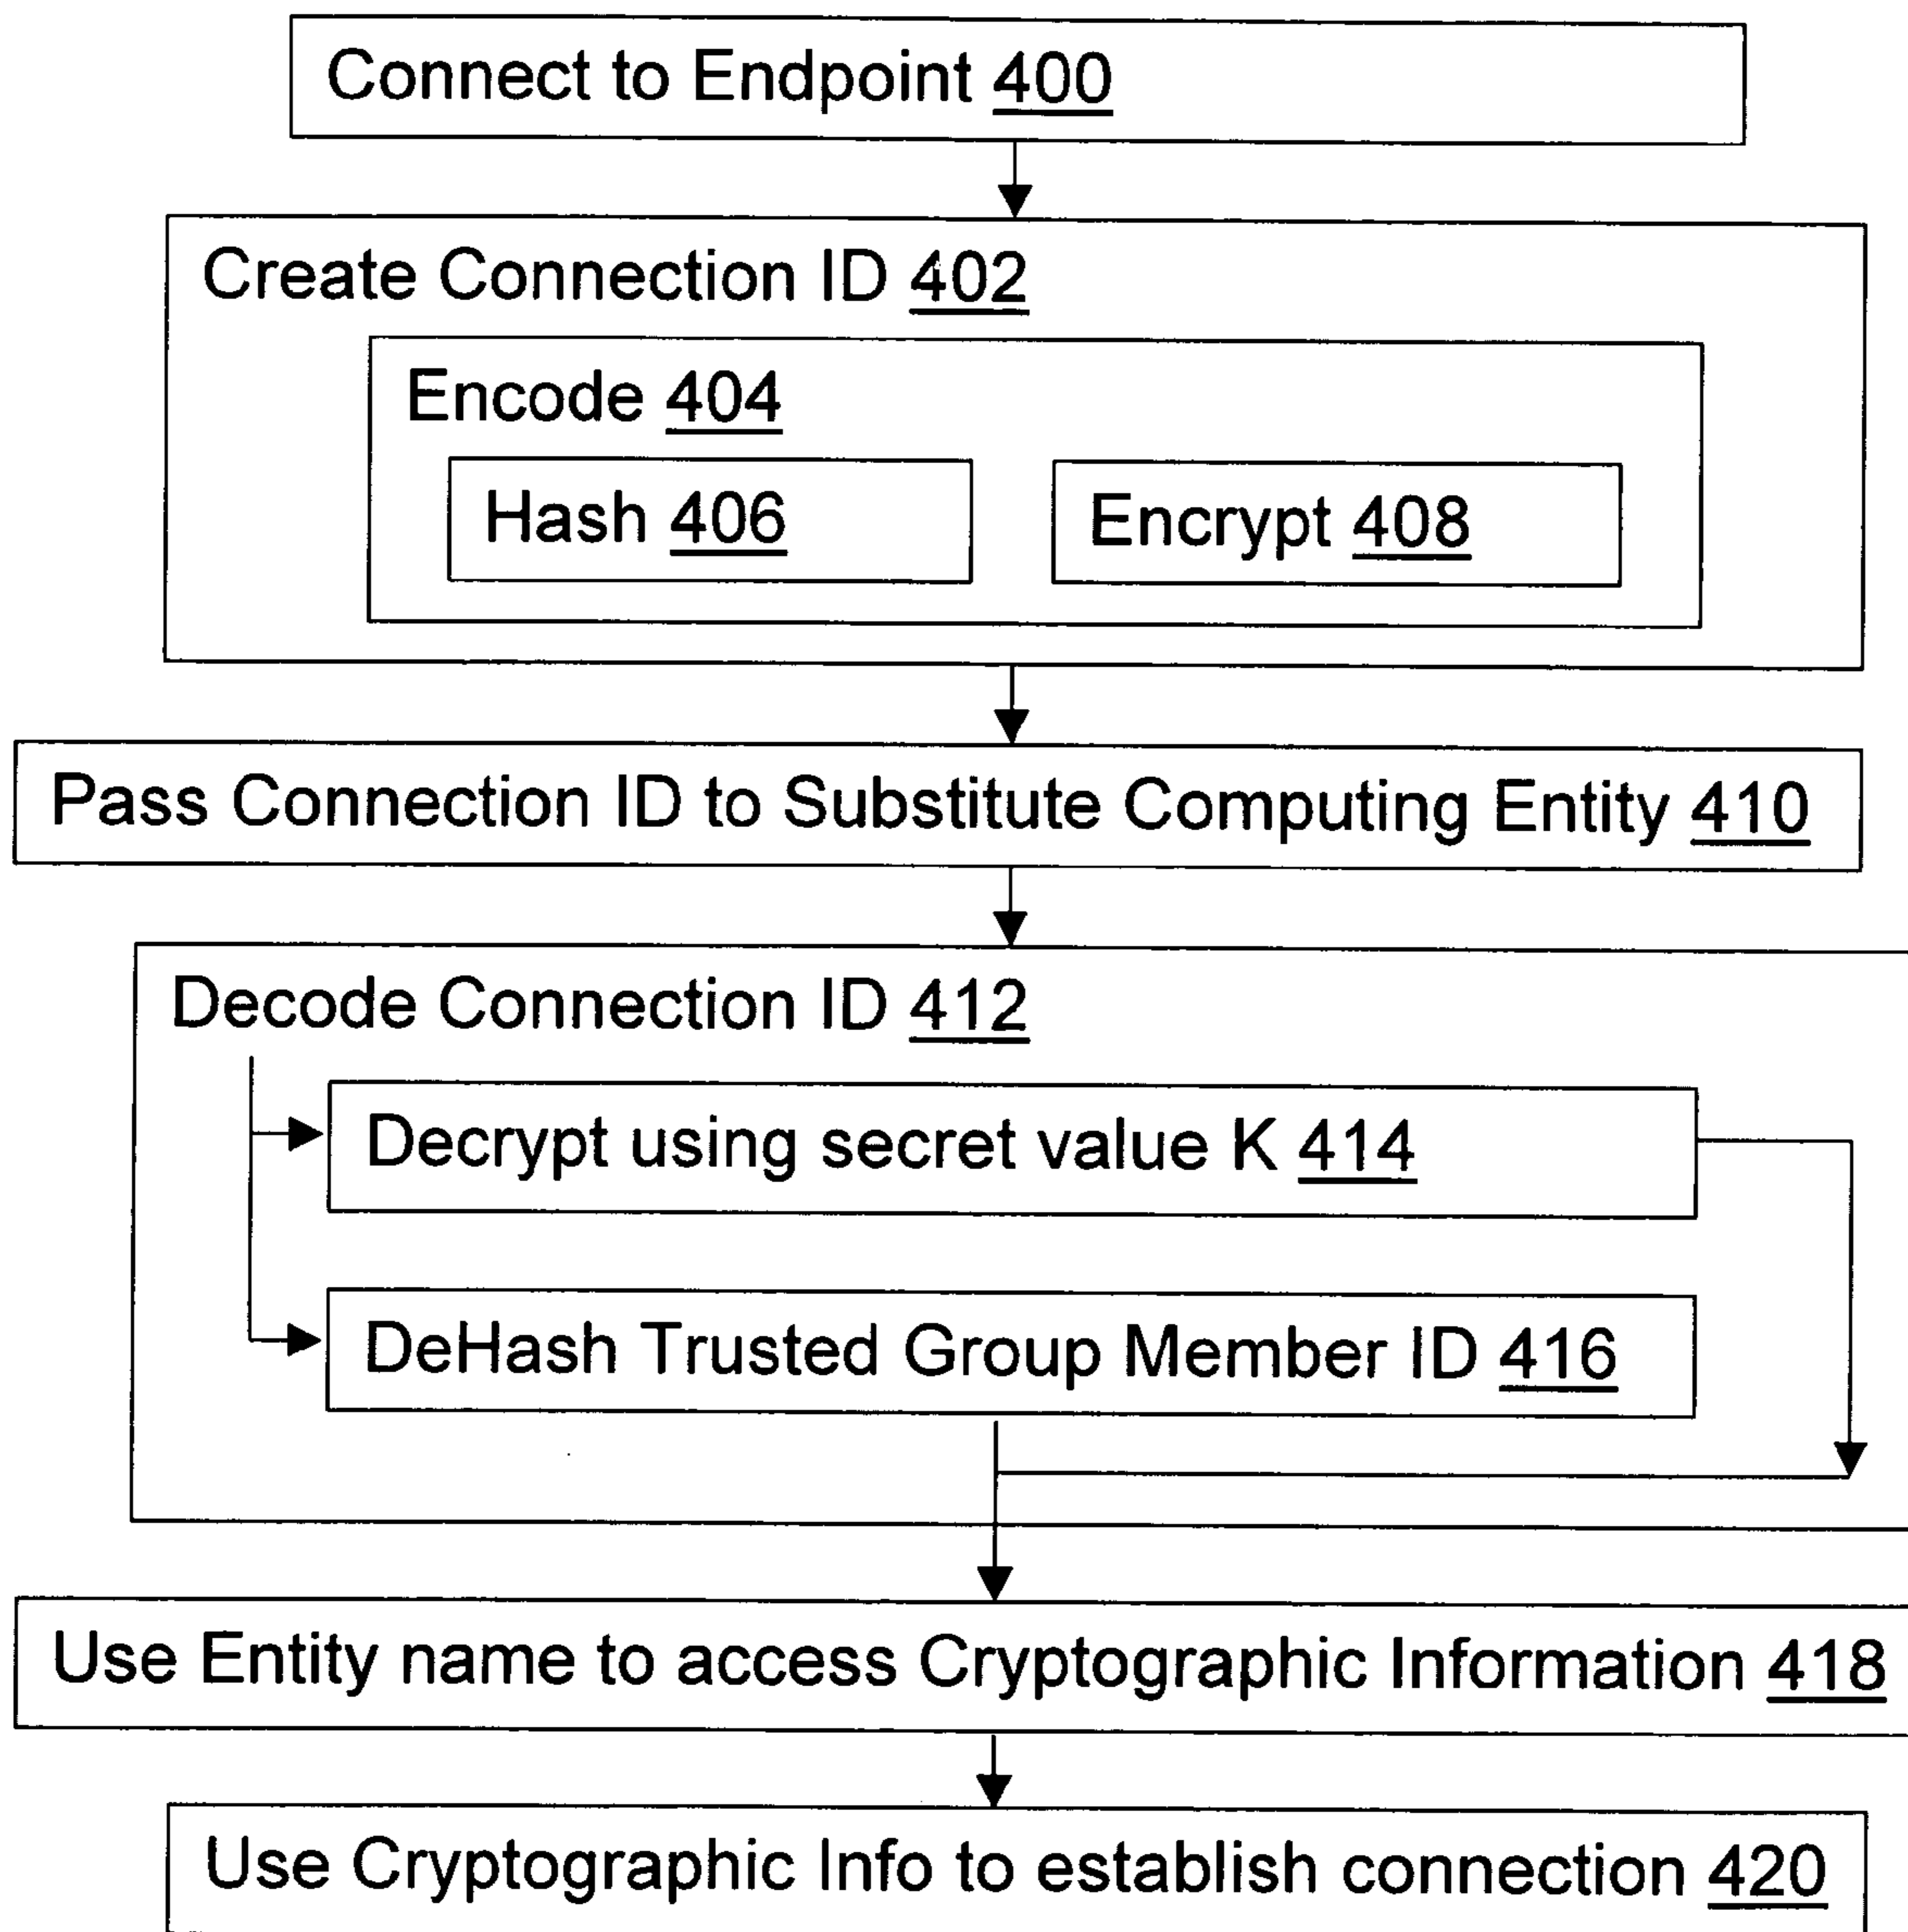 Connect to Endpoint 400
Create Connection ID 402
Encode 404
Hash 406
Encrypt 408
Pass Connection ID to Substitute Computing Entity 410
Decode Connection ID 412
Decrypt using secret value K 414
DeHash Trusted Group Member ID 416
Use Entity name to access Cryptographic Information 418
Use Cryptographic Info to establish connection 420